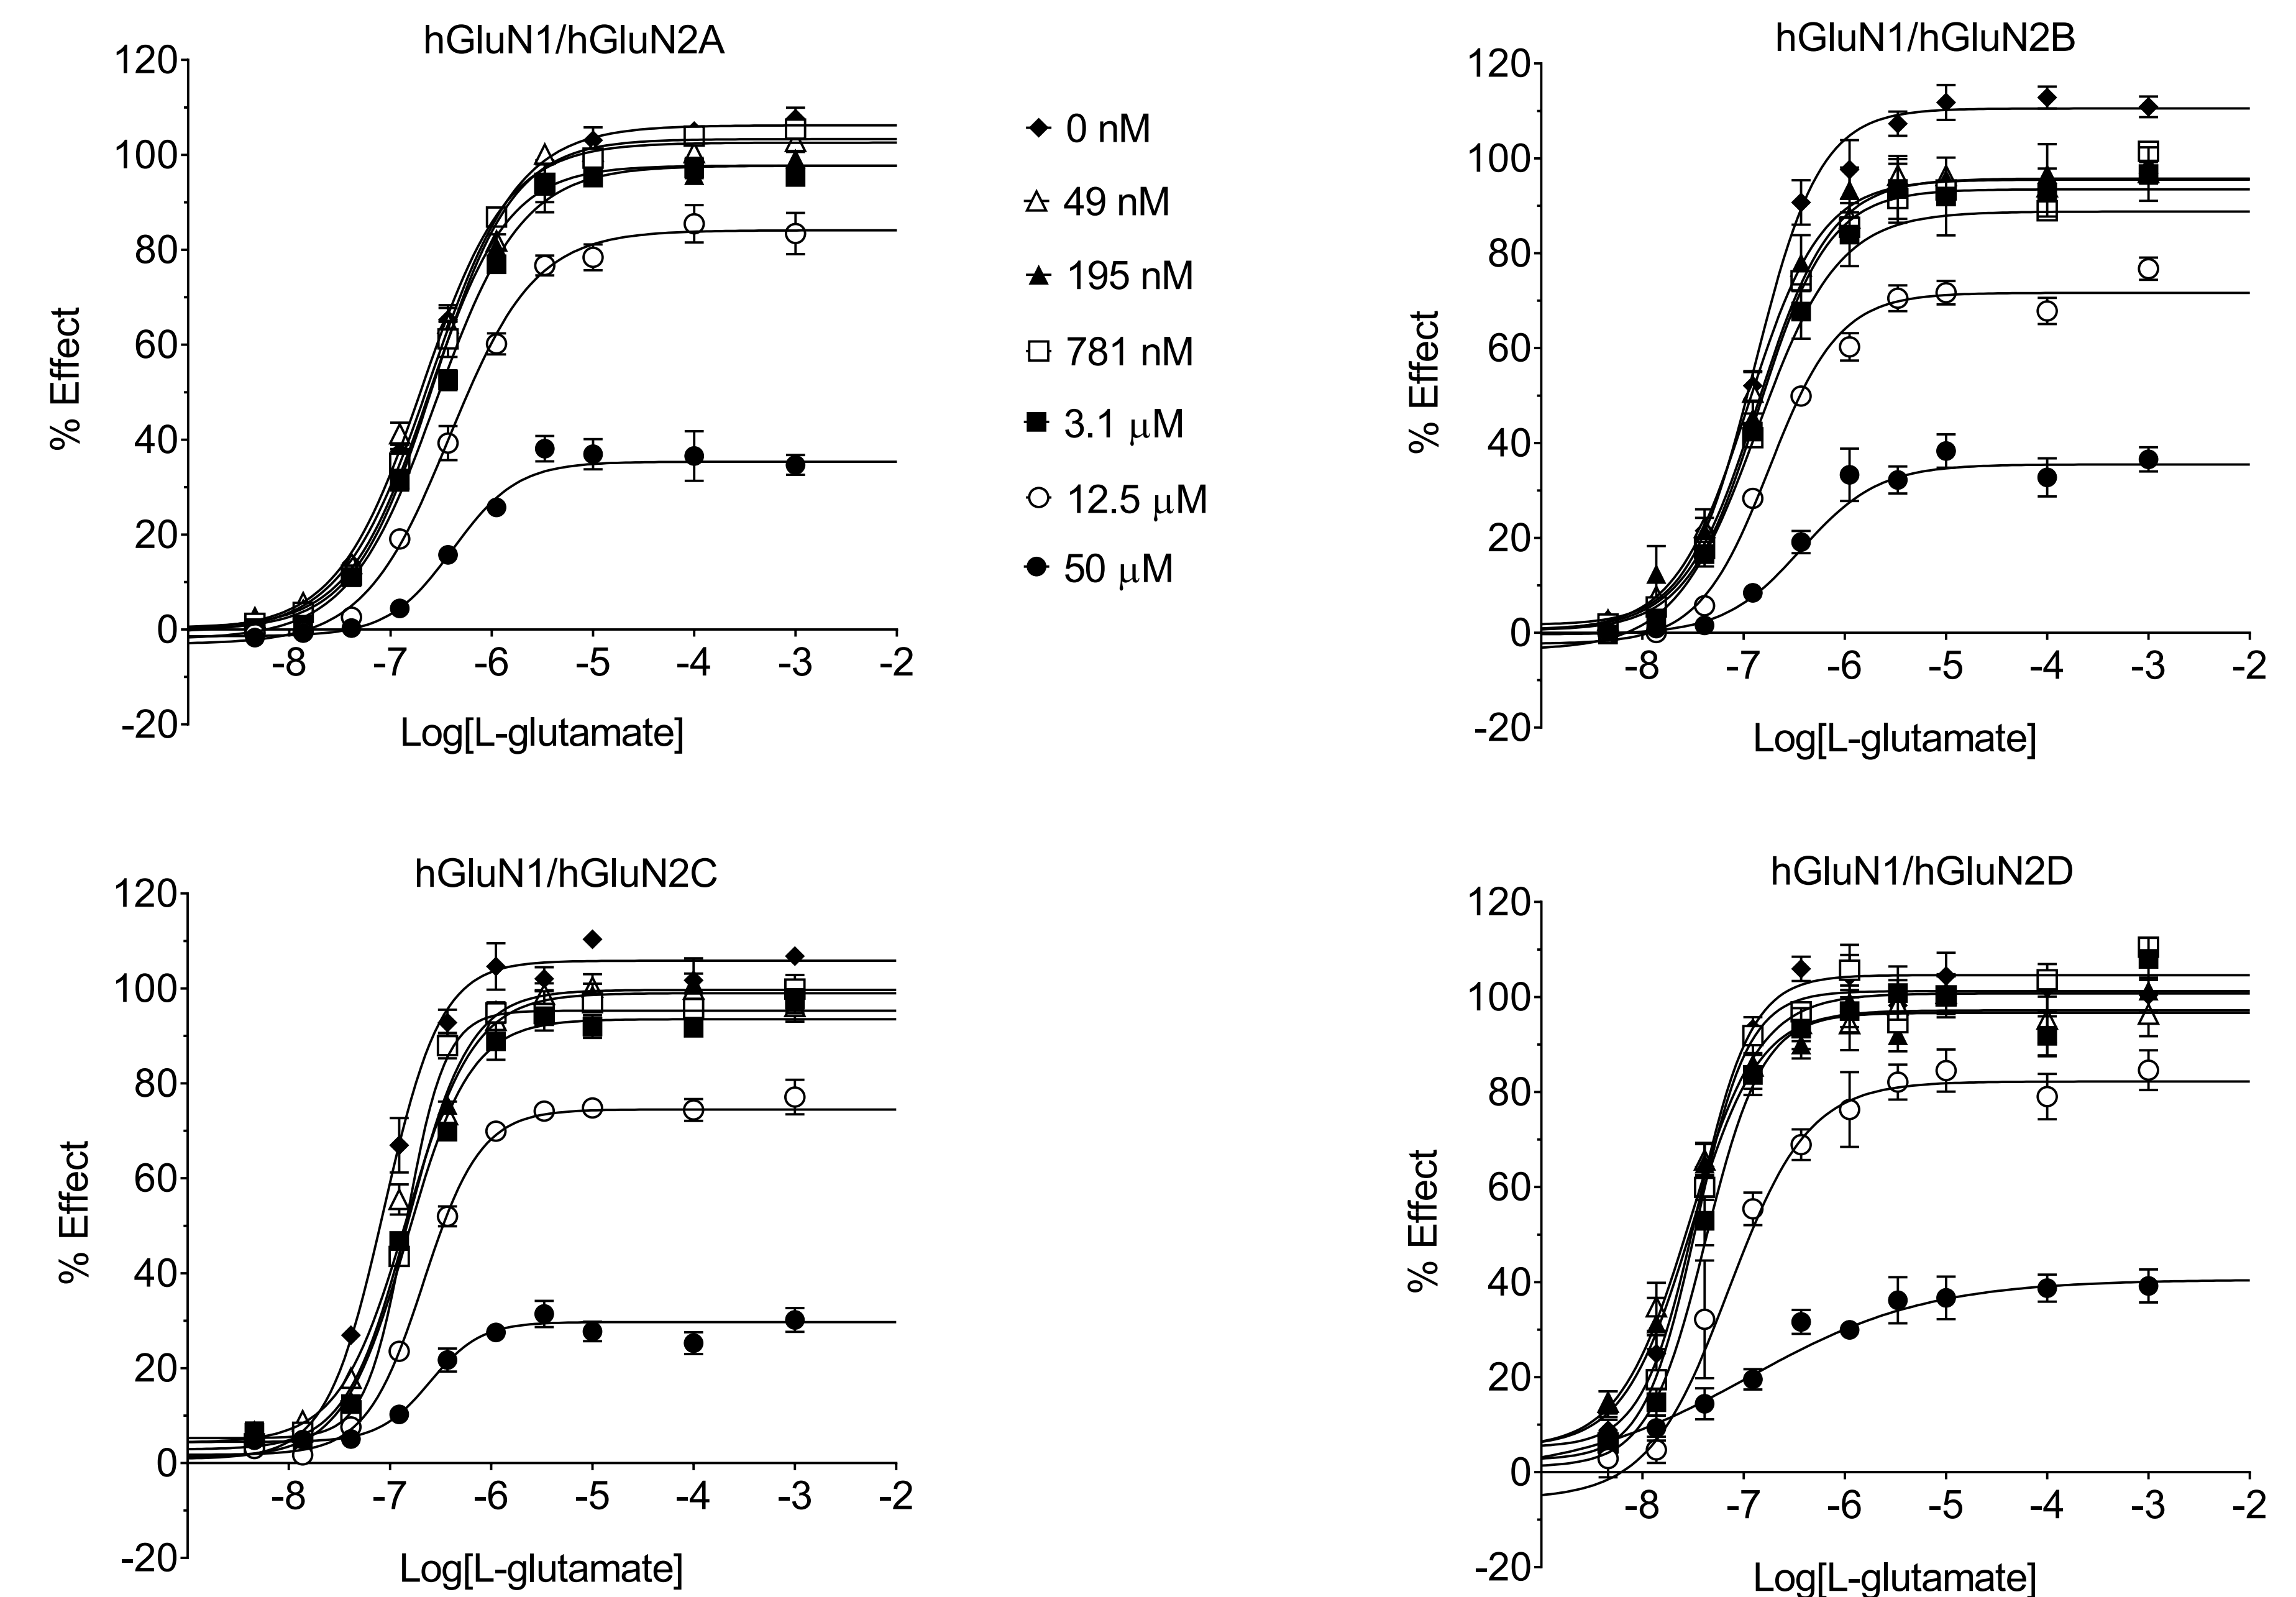 hGluN1/hGluN2A
120
100
80
60
40
20
0
-20
-8 -7 -6 -5 -4 -3 -2
% Effect
Log[L-glutamate]
0 nM
49 nM
195 nM
781 nM
3.1 μM
12.5 μM
50 μM
hGluN1/hGluN2B
120
100
80
60
40
20
0
-20
-8 -7 -6 -5 -4 -3 -2
% Effect
Log[L-glutamate]
hGluN1/hGluN2C
120
100
80
60
40
20
0
-20
-8 -7 -6 -5 -4 -3 -2
% Effect
Log[L-glutamate]
hGluN1/hGluN2D
120
100
80
60
40
20
0
-20
-8 -7 -6 -5 -4 -3 -2
% Effect
Log[L-glutamate]